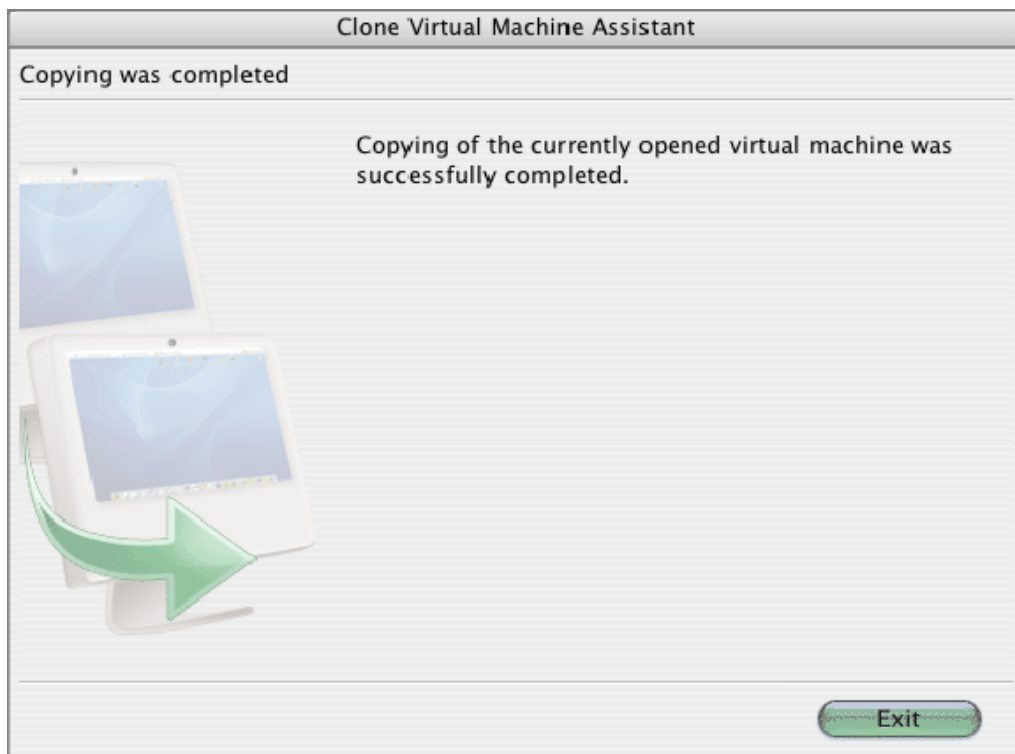 Clone Virtual Machine Assistant
Copying was completed
Copying of the currently opened virtual machine was
successfully completed.
Exit